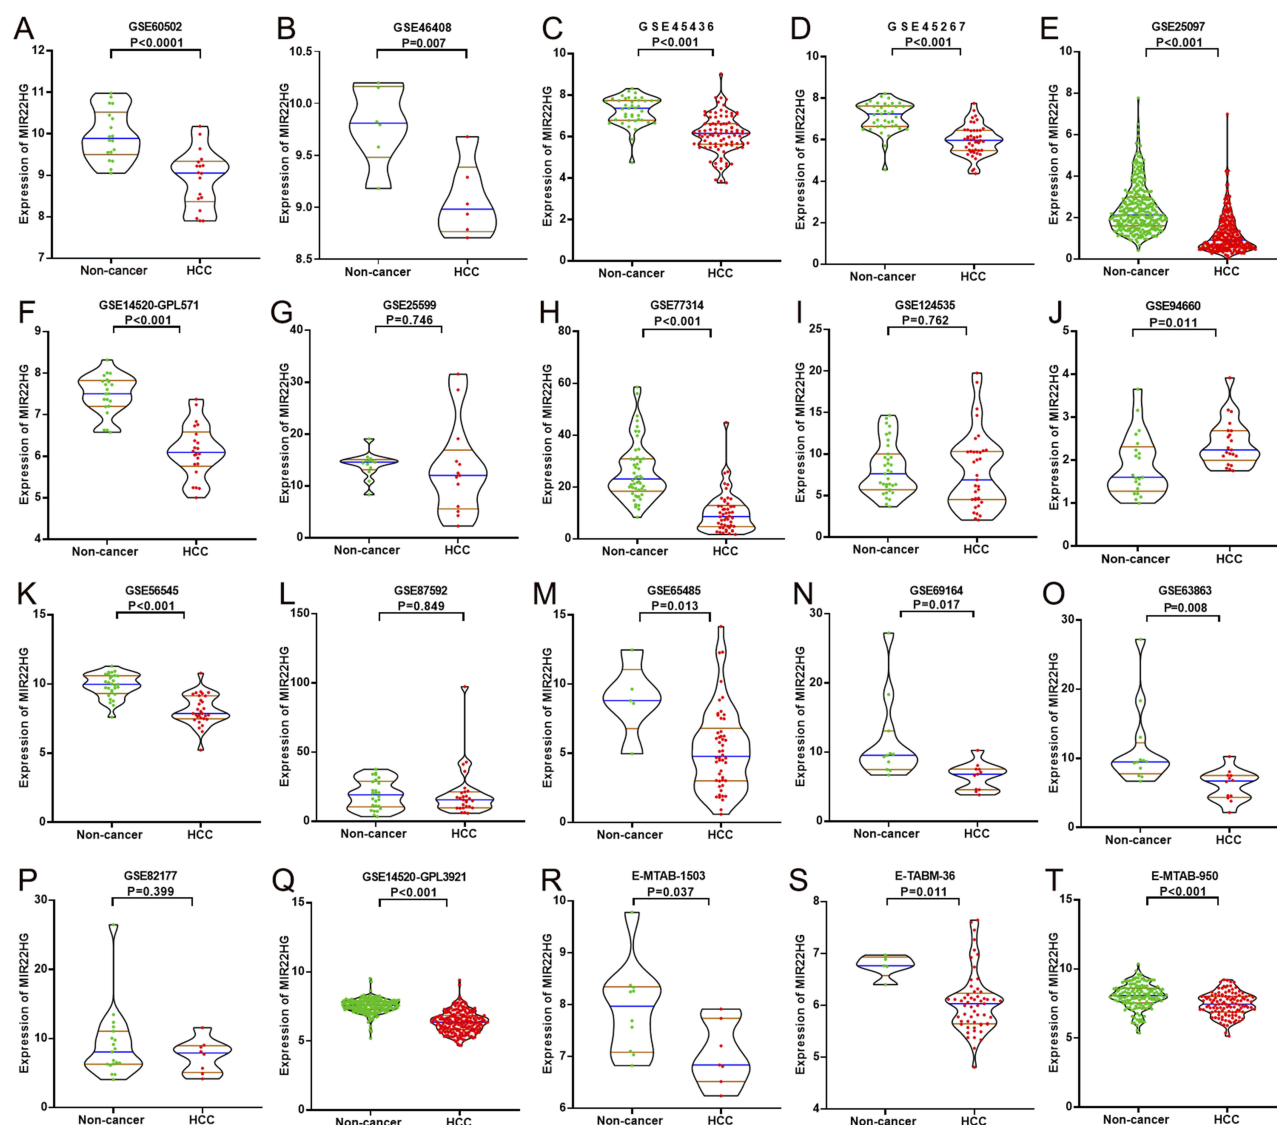 A
GSE60502
P<0.0001
Expression of MIR22HG
12
11
10
9
8
7
Non-cancer HCC
B
GSE46408
P=0.007
Expression of MIR22HG
10.5
10.0
9.5
9.0
8.5
Non-cancer HCC
C
G S E 4 5 4 3 6
P<0.001
Expression of MIR22HG
10
8
6
4
2
0
Non-cancer HCC
D
G S E 4 5 2 6 7
P<0.001
Expression of MIR22HG
10
8
6
4
2
0
Non-cancer HCC
E
GSE25097
P<0.001
Expression of MIR22HG
10
8
6
4
2
0
Non-cancer HCC
F
GSE14520-GPL571
P<0.001
Expression of MIR22HG
9
8
7
6
5
4
Non-cancer HCC
G
GSE25599
P=0.746
Expression of MIR22HG
40
30
20
10
0
Non-cancer HCC
H
GSE77314
P<0.001
Expression of MIR22HG
80
60
40
20
0
Non-cancer HCC
I
GSE124535
P=0.762
Expression of MIR22HG
25
20
15
10
5
0
Non-cancer HCC
J
GSE94660
P=0.011
Expression of MIR22HG
5
4
3
2
1
0
Non-cancer HCC
K
GSE56545
P<0.001
Expression of MIR22HG
15
10
5
0
Non-cancer HCC
L
GSE87592
P=0.849
Expression of MIR22HG
150
100
50
0
Non-cancer HCC
M
GSE65485
P=0.013
Expression of MIR22HG
15
10
5
0
Non-cancer HCC
N
GSE69164
P=0.017
Expression of MIR22HG
30
20
10
0
Non-cancer HCC
O
GSE63863
P=0.008
Expression of MIR22HG
30
20
10
0
Non-cancer HCC
P
GSE82177
P=0.399
Expression of MIR22HG
30
20
10
0
Non-cancer HCC
Q
GSE14520-GPL3921
P<0.001
Expression of MIR22HG
15
10
5
0
Non-cancer HCC
R
E-MTAB-1503
P=0.037
Expression of MIR22HG
10
9
8
7
6
Non-cancer HCC
S
E-TABM-36
P=0.011
Expression of MIR22HG
8
7
6
5
4
Non-cancer HCC
T
E-MTAB-950
P<0.001
Expression of MIR22HG
15
10
5
0
Non-cancer HCC